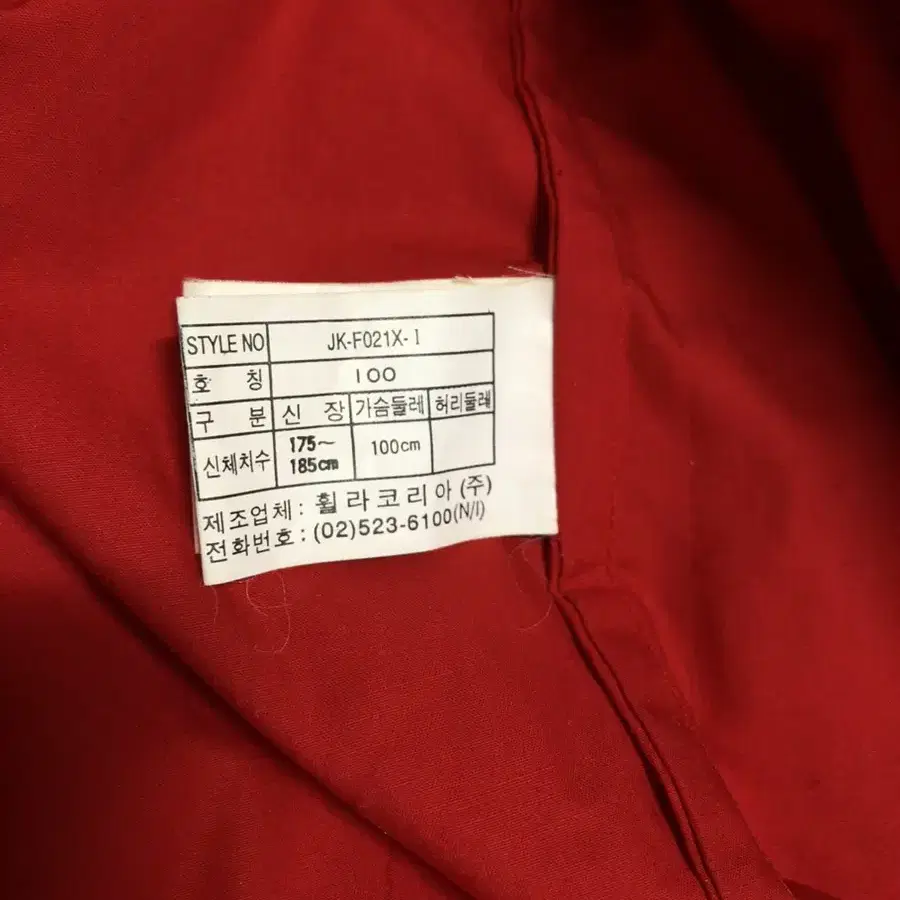 STYLE NO JK-F021X-I
호 칭 100
구 분 신 장 가슴둘레 허리둘레
신체치수 175~185cm 100cm
제조업체: 휠라코리아(주)
전화번호: (02)523-6100(N/I)